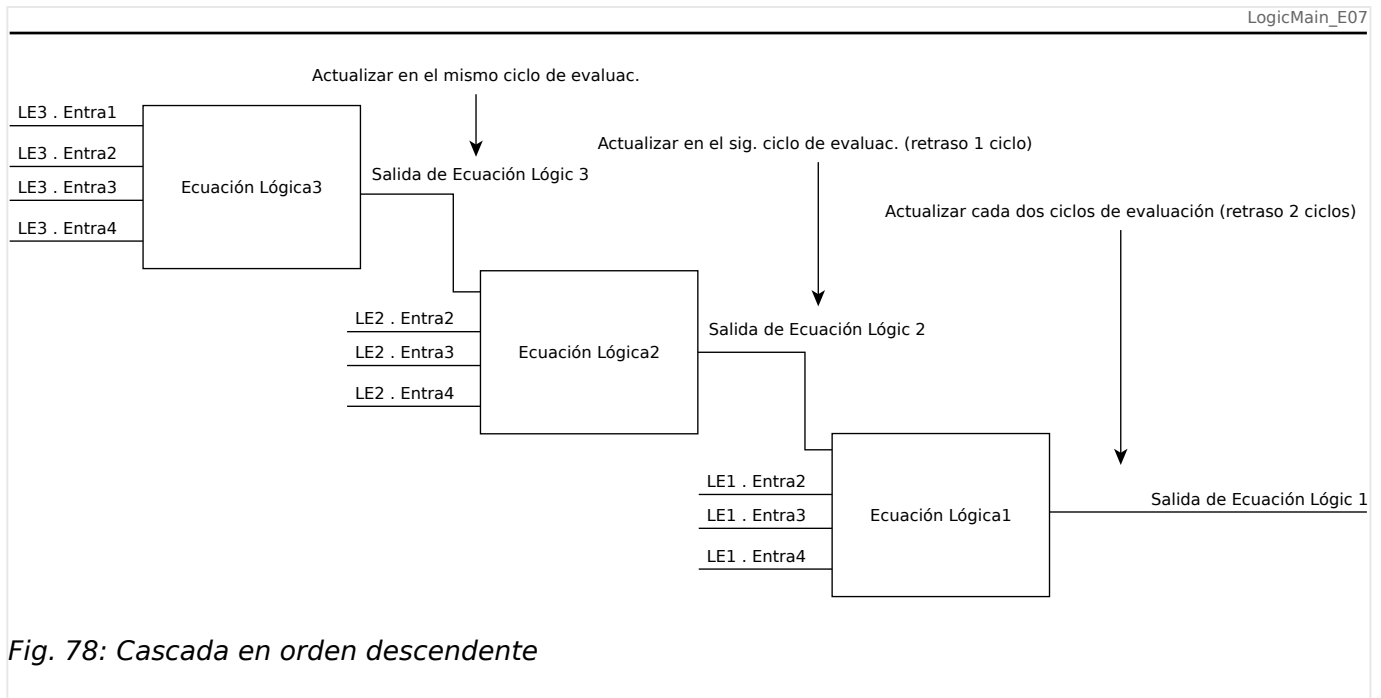 LogicMain_E07
Actualizar en el mismo ciclo de evaluac.
LE3 . Entra1
LE3 . Entra2
LE3 . Entra3
LE3 . Entra4
Ecuación Lógica3
Salida de Ecuación Lógic 3
Actualizar en el sig. ciclo de evaluac. (retraso 1 ciclo)
LE2 . Entra2
LE2 . Entra3
LE2 . Entra4
Ecuación Lógica2
Salida de Ecuación Lógic 2
Actualizar cada dos ciclos de evaluación (retraso 2 ciclos)
LE1 . Entra2
LE1 . Entra3
LE1 . Entra4
Ecuación Lógica1
Salida de Ecuación Lógic 1
Fig. 78: Cascada en orden descendente